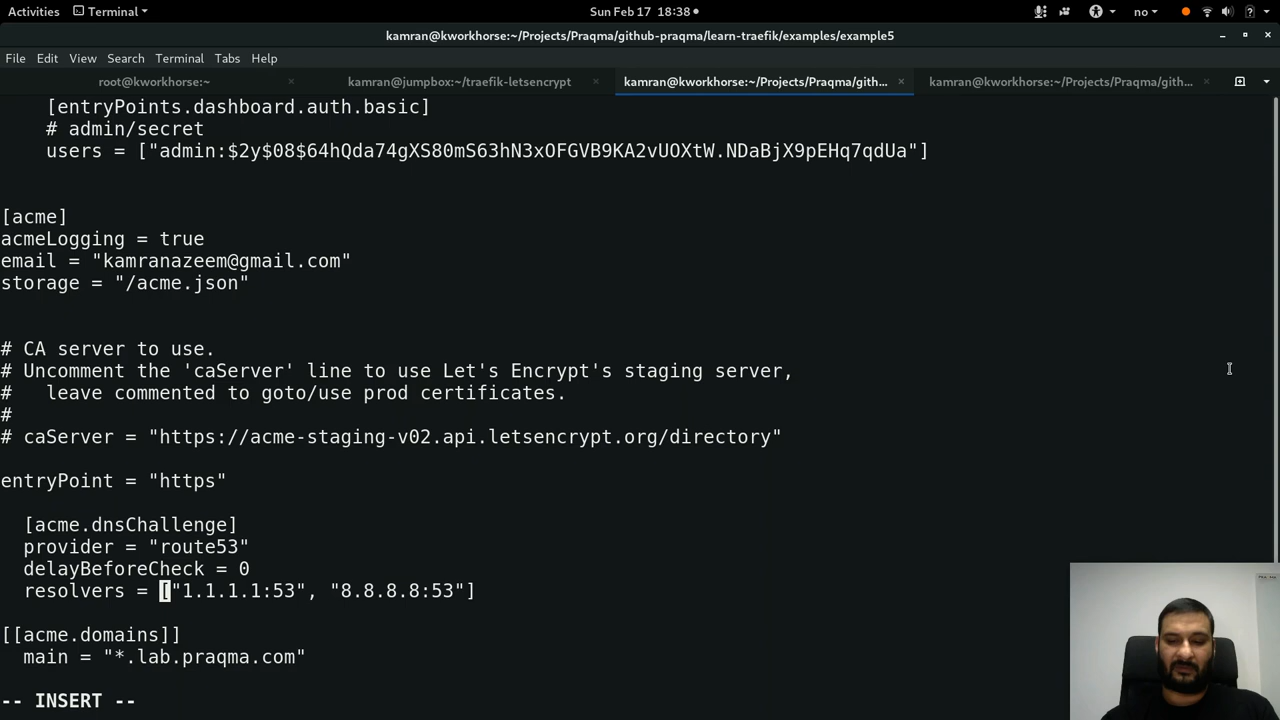 Activities Terminal Sun Feb 17 18:38 no
kamran@kworkhorse:~/Projects/Praqma/github-praqma/learn-traefik/examples/example5
File Edit View Search Terminal Tabs Help
root@kworkhorse:~ kamran@jumpbox:~/traefik-letsencrypt kamran@kworkhorse:~/Projects/Praqma/gith... kamran@kworkhorse:~/Projects/Praqma/gith...
[entryPoints.dashboard.auth.basic]
# admin/secret
users = ["admin:$2y$08$64hQda74gXS80mS63hN3xOFGVB9KA2vUOXtW.NDaBjX9pEHq7qdUa"]
[acme]
acmeLogging = true
email = "kamranazeem@gmail.com"
storage = "/acme.json"
# CA server to use.
# Uncomment the 'caServer' line to use Let's Encrypt's staging server,
#   leave commented to goto/use prod certificates.
#
# caServer = "https://acme-staging-v02.api.letsencrypt.org/directory"
entryPoint = "https"
[acme.dnsChallenge]
provider = "route53"
delayBeforeCheck = 0
resolvers = ["1.1.1.1:53", "8.8.8.8:53"]
[[acme.domains]]
main = "*.lab.praqma.com"
-- INSERT --